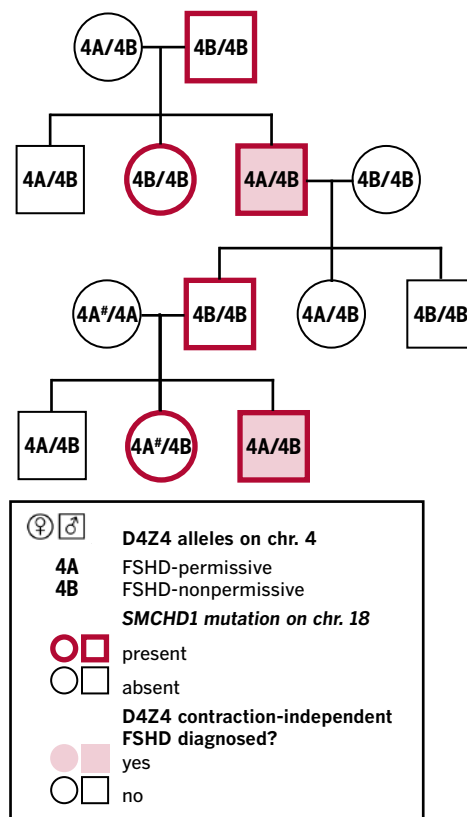 4A/4B 4B/4B
4A/4B 4B/4B 4A/4B 4B/4B
4A#/4A 4B/4B 4A/4B 4B/4B
4A/4B 4A#/4B 4A/4B
♀ ♂ D4Z4 alleles on chr. 4
4A FSHD-permissive
4B FSHD-nonpermissive
SMCHD1 mutation on chr. 18
present
absent
D4Z4 contraction-independent
FSHD diagnosed?
yes
no